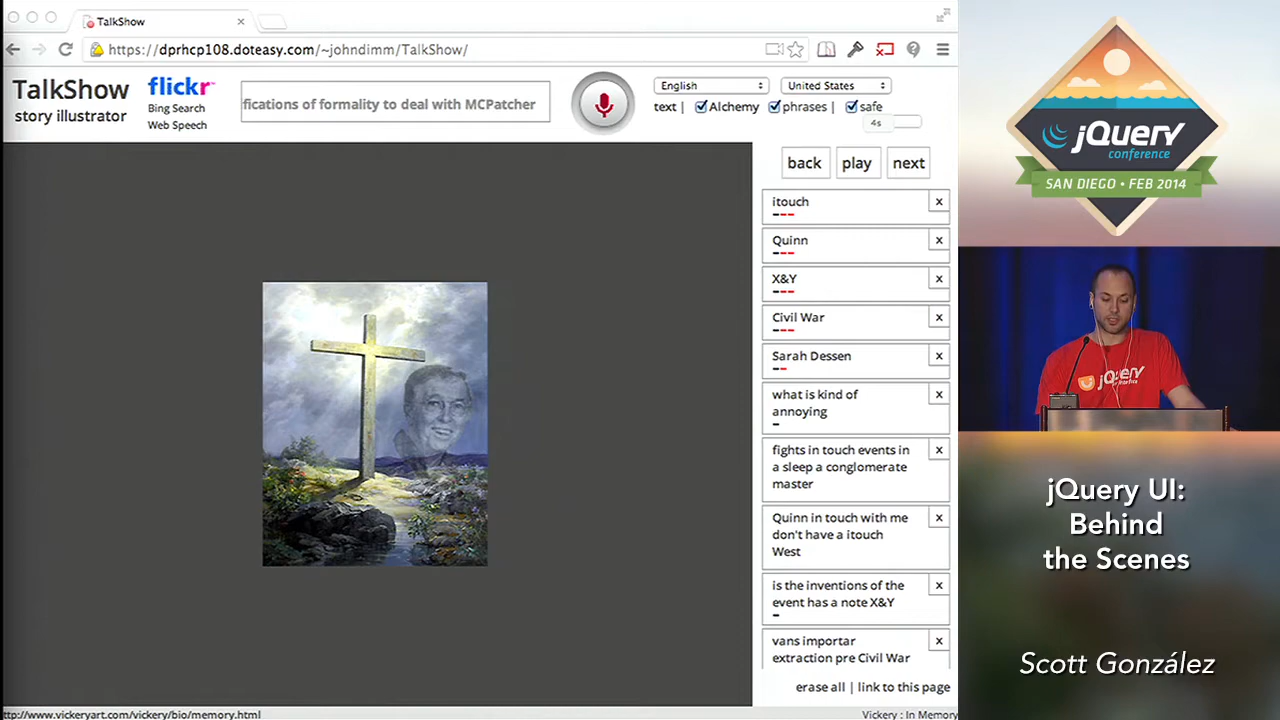 TalkShow
https://dprhcp108.doteasy.com/~johndimm/TalkShow/
TalkShow
story illustrator
flickr
Bing Search
Web Speech
fications of formality to deal with MCPatcher
English
United States
text | Alchemy phrases | safe
4s
back
play
next
itouch
x
Quinn
x
X&Y
x
Civil War
x
Sarah Dessen
x
what is kind of
annoying
x
fights in touch events in
a sleep a conglomerate
master
x
Quinn in touch with me
don't have a itouch
West
x
is the inventions of the
event has a note X&Y
x
vans importar
extraction pre Civil War
x
erase all | link to this page
ttp://www.vickeryart.com/vickery/bio/memory.html
Vickery : In Memory
jQuery
conference
SAN DIEGO • FEB 2014
jQuery
jQuery UI:
Behind
the Scenes
Scott González